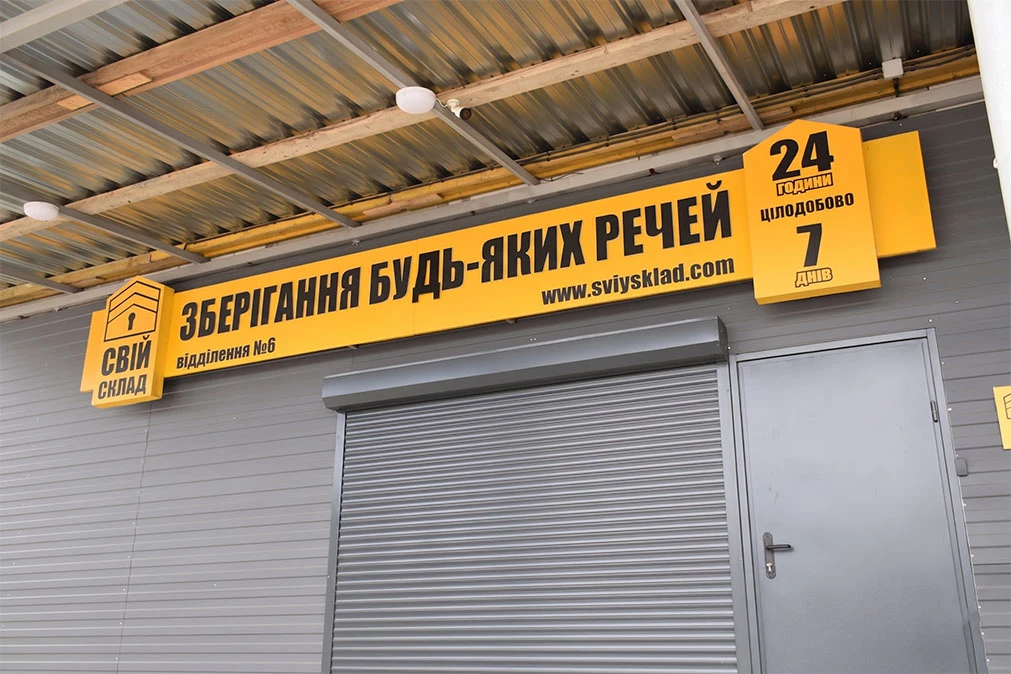 СВІЙ
СКЛАД
ЗБЕРІГАННЯ БУДЬ-ЯКИХ РЕЧЕЙ
відділення №6
www.sviysklad.com
24
ГОДИНИ
ЦІЛОДОБОВО
7
ДНІВ